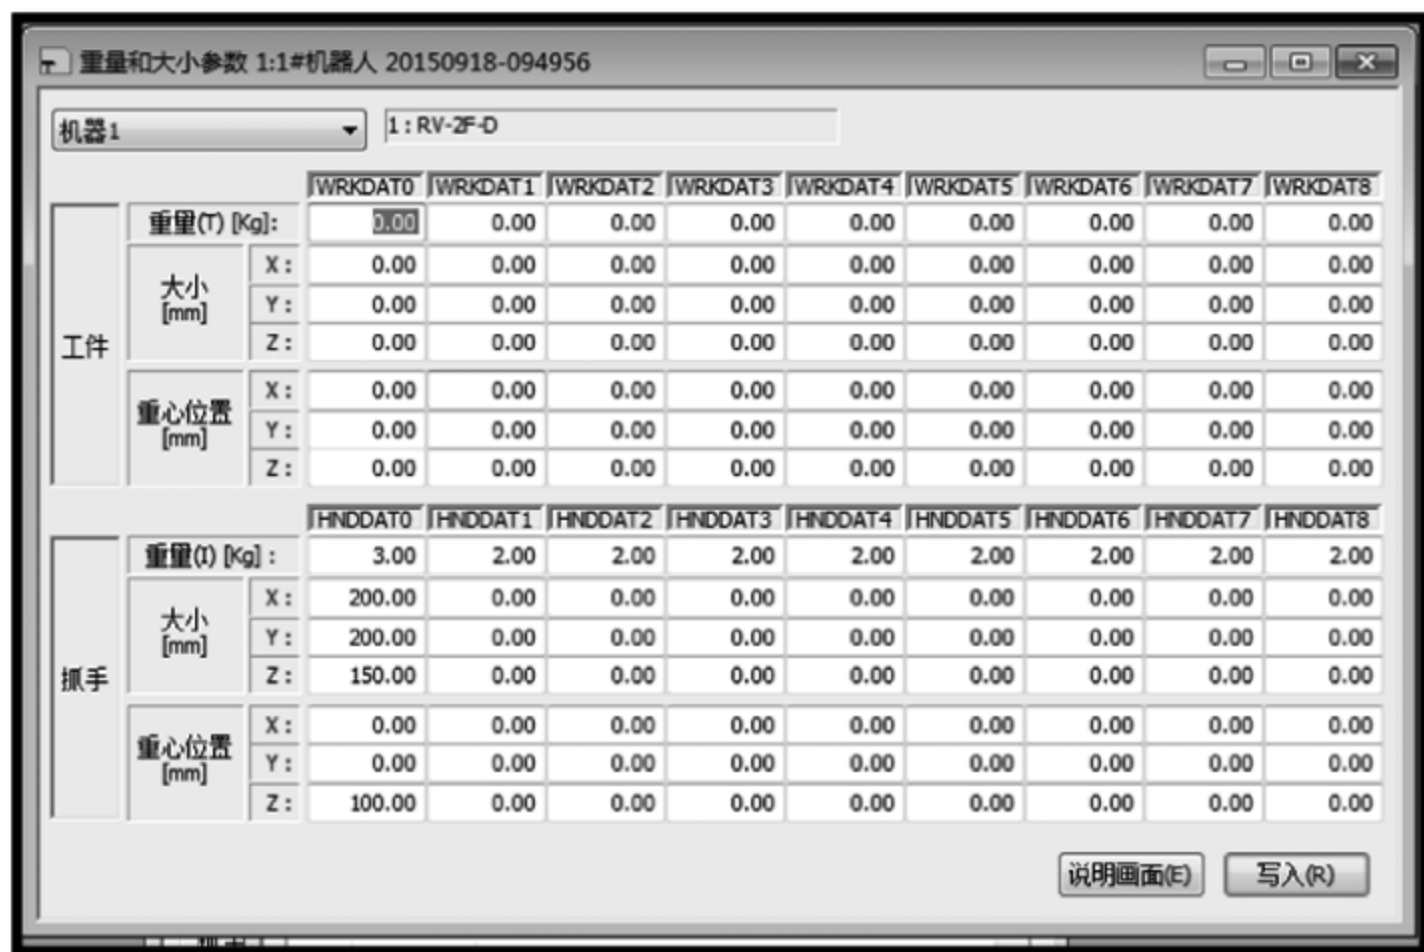 重量和大小参数 1:1#机器人 20150918-094956
机器1 1:RV-2F-D
WRKDAT0 WRKDAT1 WRKDAT2 WRKDAT3 WRKDAT4 WRKDAT5 WRKDAT6 WRKDAT7 WRKDAT8
重量(T) [Kg]: 0.00 0.00 0.00 0.00 0.00 0.00 0.00 0.00 0.00
工件
大小
[mm]
X: 0.00 0.00 0.00 0.00 0.00 0.00 0.00 0.00 0.00
Y: 0.00 0.00 0.00 0.00 0.00 0.00 0.00 0.00 0.00
Z: 0.00 0.00 0.00 0.00 0.00 0.00 0.00 0.00 0.00
重心位置
[mm]
X: 0.00 0.00 0.00 0.00 0.00 0.00 0.00 0.00 0.00
Y: 0.00 0.00 0.00 0.00 0.00 0.00 0.00 0.00 0.00
Z: 0.00 0.00 0.00 0.00 0.00 0.00 0.00 0.00 0.00
HNDDAT0 HNDDAT1 HNDDAT2 HNDDAT3 HNDDAT4 HNDDAT5 HNDDAT6 HNDDAT7 HNDDAT8
重量(I) [Kg]: 3.00 2.00 2.00 2.00 2.00 2.00 2.00 2.00 2.00
抓手
大小
[mm]
X: 200.00 0.00 0.00 0.00 0.00 0.00 0.00 0.00 0.00
Y: 200.00 0.00 0.00 0.00 0.00 0.00 0.00 0.00 0.00
Z: 150.00 0.00 0.00 0.00 0.00 0.00 0.00 0.00 0.00
重心位置
[mm]
X: 0.00 0.00 0.00 0.00 0.00 0.00 0.00 0.00 0.00
Y: 0.00 0.00 0.00 0.00 0.00 0.00 0.00 0.00 0.00
Z: 100.00 0.00 0.00 0.00 0.00 0.00 0.00 0.00 0.00
说明画面(E) 写入(R)